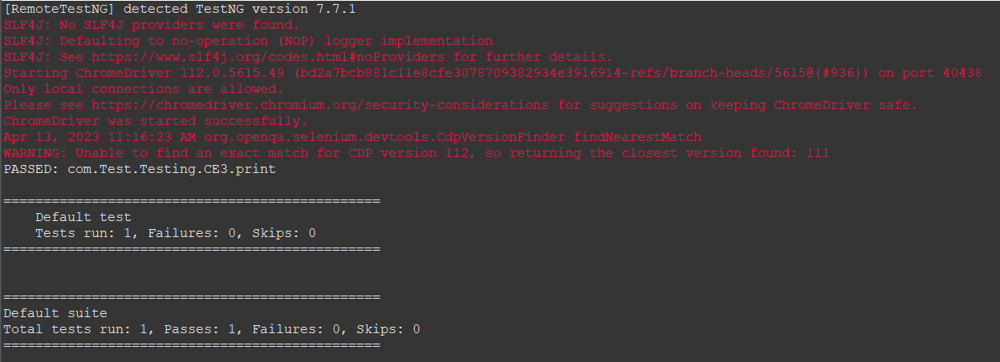 [RemoteTestNG] detected TestNG version 7.7.1
SLF4J: No SLF4J providers were found.
SLF4J: Defaulting to no-operation (NOP) logger implementation
SLF4J: See https://www.slf4j.org/codes.html#noProviders for further details.
Starting ChromeDriver 112.0.5615.49 (bd2a7bcb881c11e8cfe3078709382934e3916914-refs/branch-heads/5615@{#936}) on port 40438
Only local connections are allowed.
Please see https://chromedriver.chromium.org/security-considerations for suggestions on keeping ChromeDriver safe.
ChromeDriver was started successfully.
Apr 13, 2023 11:16:23 AM org.openqa.selenium.devtools.CdpVersionFinder findNearestMatch
WARNING: Unable to find an exact match for CDP version 112, so returning the closest version found: 111
PASSED: com.Test.Testing.CE3.print
===============================================
    Default test
    Tests run: 1, Failures: 0, Skips: 0
===============================================
===============================================
Default suite
Total tests run: 1, Passes: 1, Failures: 0, Skips: 0
===============================================